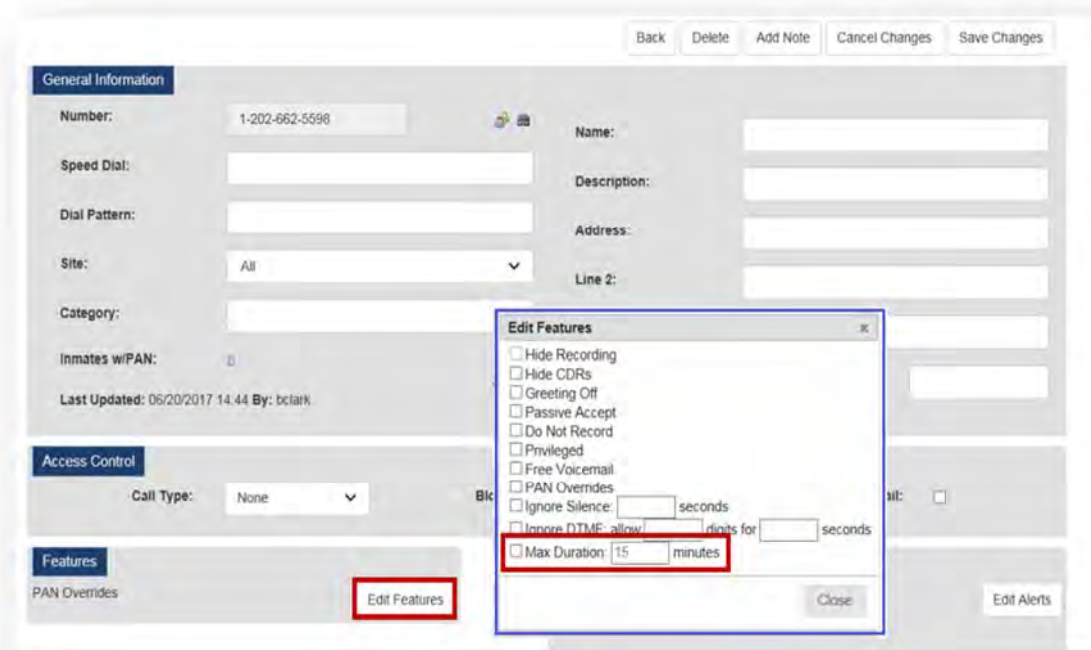 Back Delete Add Note Cancel Changes Save Changes
General Information
Number: 1-202-662-5598
Name:
Speed Dial:
Description:
Dial Pattern:
Address:
Site: All
Line 2:
Category:
Inmates w/PAN: 0
Last Updated: 06/20/2017 14:44 By: bclark
Edit Features x
Hide Recording
Hide CDRs
Greeting Off
Passive Accept
Do Not Record
Privileged
Free Voicemail
PAN Overrides
Ignore Silence: seconds
Ignore DTMF: allow digits for seconds
Max Duration: 15 minutes
Close
Access Control
Call Type: None
Features
PAN Overrides
Edit Features
Edit Alerts